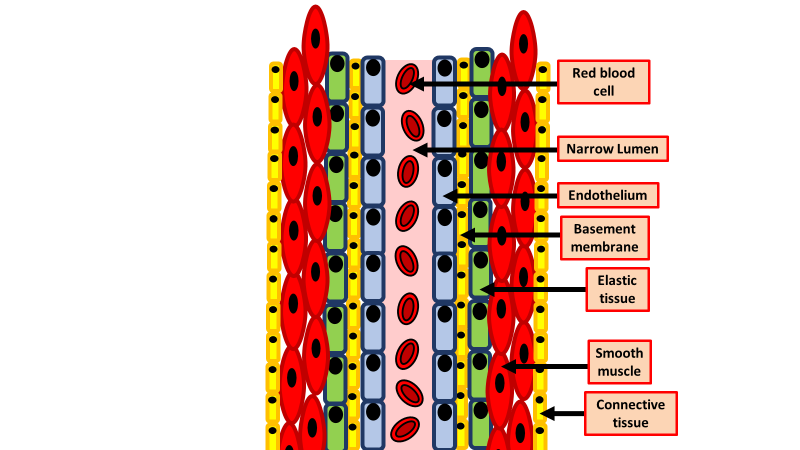 Red blood
cell
Narrow Lumen
Endothelium
Basement
membrane
Elastic
tissue
Smooth
muscle
Connective
tissue